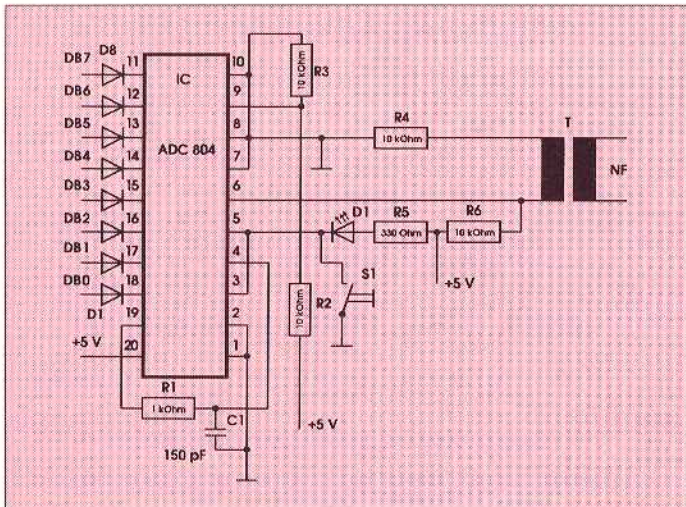 DB7 D8 11
DB6 12
DB5 13
DB4 14
DB3 15
DB2 16
DB1 17
DB0 18
D1 19
+5 V 20
IC
ADC 804
10
9
8
7
6
5
4
3
2
1
R3
10 kOhm
R4
10 kOhm
T
NF
D1
R5
330 Ohm
R6
10 kOhm
+5 V
S1
R2
10 kOhm
+5 V
R1
1 kOhm
C1
150 pF